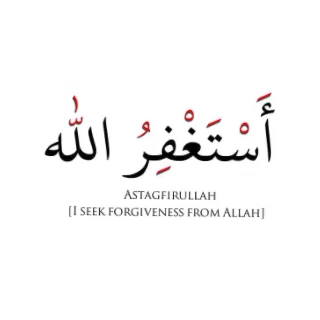 أَسْتَغْفِرُ اللّٰه
ASTAGFIRULLAH
[I SEEK FORGIVENESS FROM ALLAH]